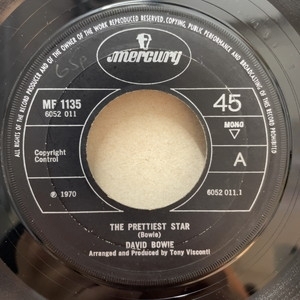 ALL RIGHTS OF THE RECORD PRODUCER AND OF THE OWNER OF THE WORK REPRODUCED RESERVED. UNAUTHORISED COPYING, PUBLIC PERFORMANCE AND BROADCASTING OF THIS RECORD PROHIBITED
mercury
MF 1135
6052 011
45
MONO
Copyright
Control
A
℗ 1970
6052 011.1
THE PRETTIEST STAR
(Bowie)
DAVID BOWIE
Arranged and Produced by Tony Visconti